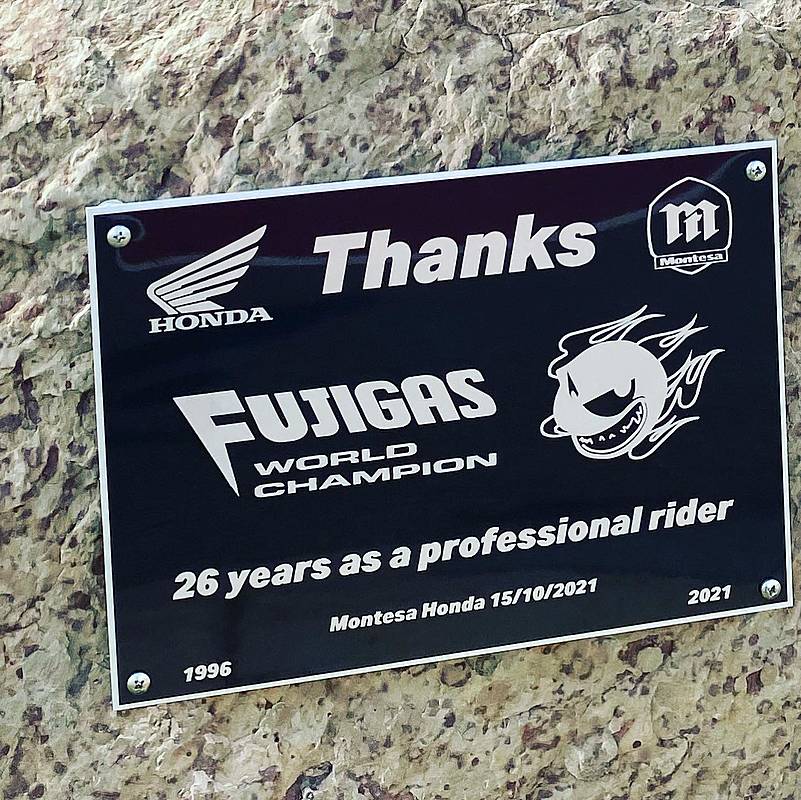 Thanks
HONDA
M
Montesa
FUJIGAS
WORLD
CHAMPION
26 years as a professional rider
Montesa Honda 15/10/2021
1996
2021